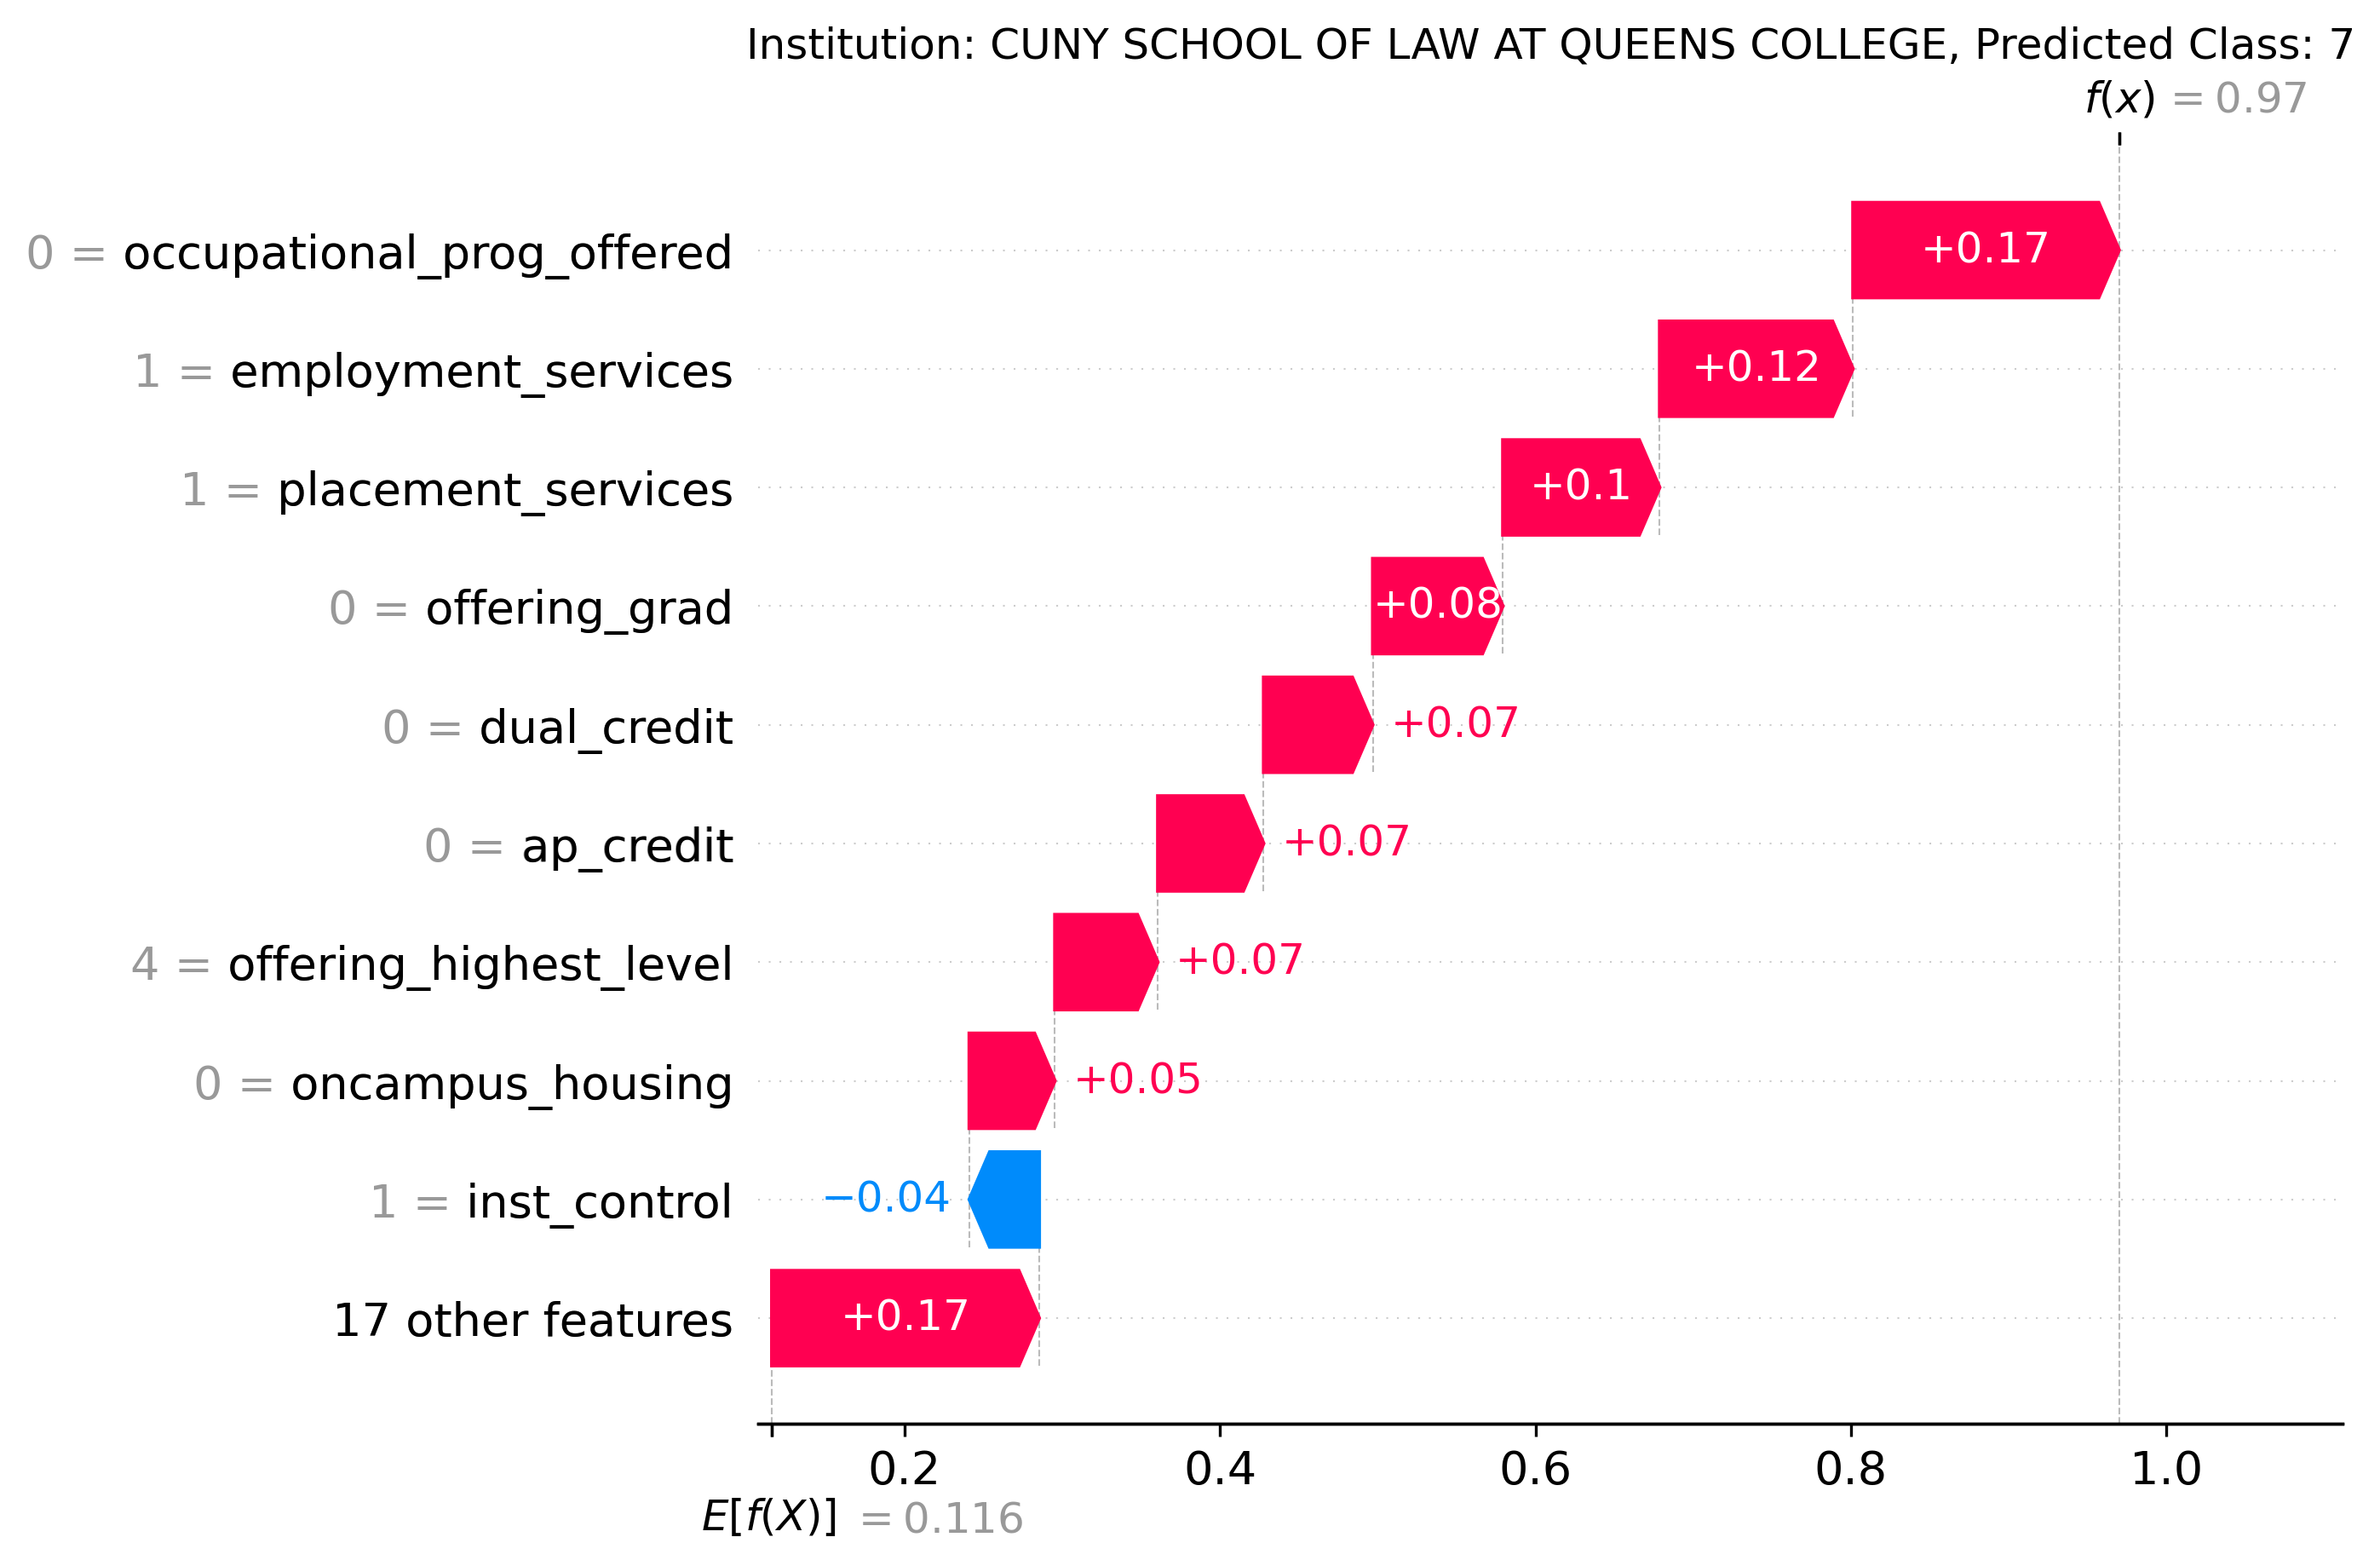 Institution: CUNY SCHOOL OF LAW AT QUEENS COLLEGE, Predicted Class: 7
f(x) = 0.97
0 = occupational_prog_offered
+0.17
1 = employment_services
+0.12
1 = placement_services
+0.1
0 = offering_grad
+0.08
0 = dual_credit
+0.07
0 = ap_credit
+0.07
4 = offering_highest_level
+0.07
0 = oncampus_housing
+0.05
1 = inst_control
−0.04
17 other features
+0.17
0.2 0.4 0.6 0.8 1.0
E[f(X)] = 0.116